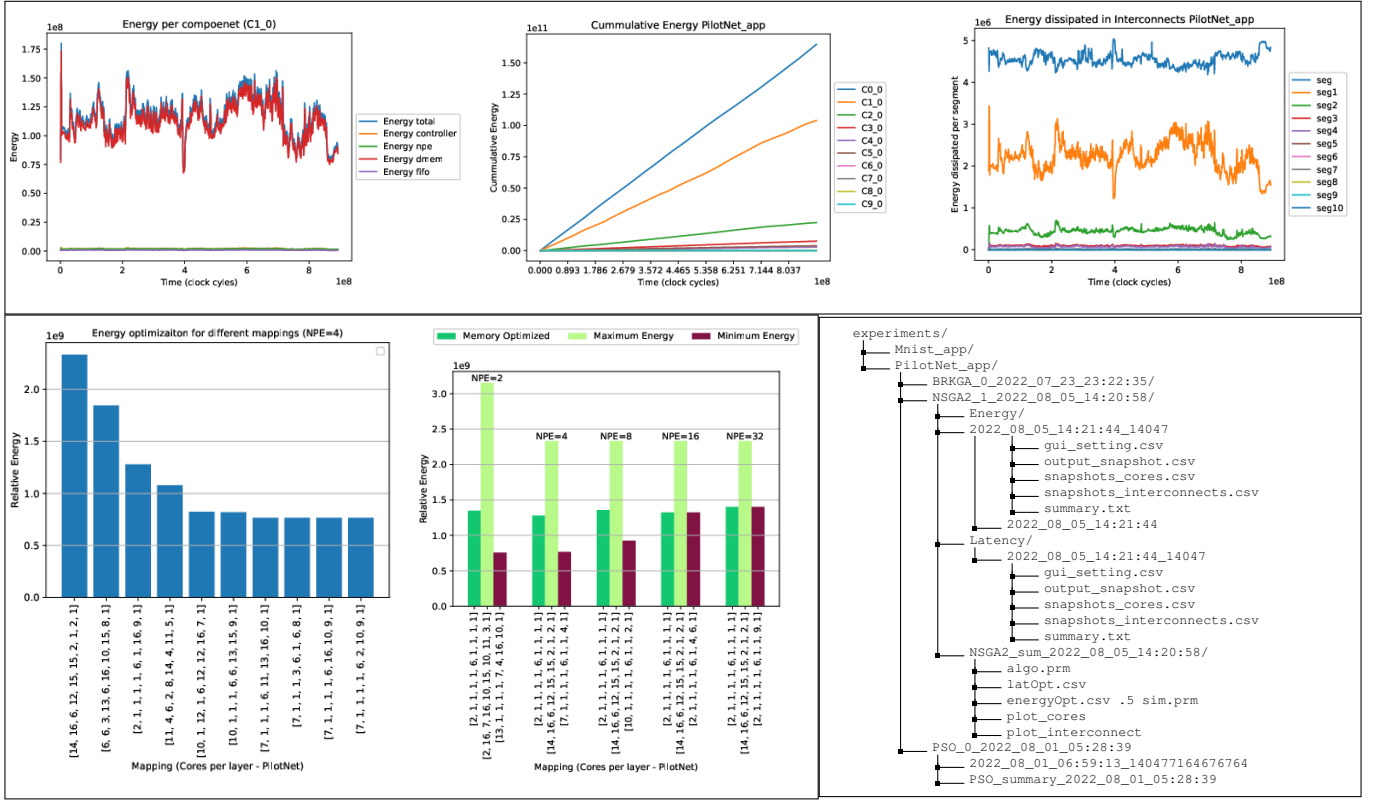 Energy per compoenet (C1_0)
1e8
Energy
1.75
1.50
1.25
1.00
0.75
0.50
0.25
0.00
0
2
4
6
8
1e8
Time (clock cyles)
Energy total
Energy controller
Energy npe
Energy dmem
Energy fifo
Cummulative Energy PilotNet_app
1e11
Cummulative Energy
1.50
1.25
1.00
0.75
0.50
0.25
0.00
0.000 0.893 1.786 2.679 3.572 4.465 5.358 6.251 7.144 8.037
1e8
Time (clock cycles)
C0_0
C1_0
C2_0
C3_0
C4_0
C5_0
C6_0
C7_0
C8_0
C9_0
Energy dissipated in Interconnects PilotNet_app
1e6
Energy dissipated per segment
5
4
3
2
1
0
0
2
4
6
8
1e8
Time (clock cycles)
seg
seg1
seg2
seg3
seg4
seg5
seg6
seg7
seg8
seg9
seg10
Energy optimizaiton for different mappings (NPE=4)
1e9
Relative Energy
2.0
1.5
1.0
0.5
0.0
[14, 16, 6, 12, 15, 15, 2, 1, 2, 1]
[6, 6, 3, 13, 6, 16, 10, 15, 8, 1]
[2, 1, 1, 1, 1, 6, 1, 16, 9, 1]
[11, 4, 6, 2, 8, 14, 4, 11, 5, 1]
[10, 1, 12, 1, 6, 12, 12, 16, 7, 1]
[10, 1, 1, 1, 6, 6, 13, 15, 9, 1]
[7, 1, 1, 1, 6, 11, 13, 16, 10, 1]
[7, 1, 1, 1, 3, 6, 1, 6, 8, 1]
[7, 1, 1, 1, 1, 6, 16, 10, 9, 1]
[7, 1, 1, 1, 1, 6, 2, 10, 9, 1]
Mapping (Cores per layer - PilotNet)
Memory Optimized
Maximum Energy
Minimum Energy
1e9
Relative Energy
3.0
2.5
2.0
1.5
1.0
0.5
0.0
NPE=2
NPE=4
NPE=8
NPE=16
NPE=32
[2, 1, 1, 1, 1, 6, 1, 1, 1, 1]
[2, 16, 7, 16, 10, 15, 10, 11, 3, 1]
[13, 1, 1, 1, 1, 7, 4, 16, 10, 1]
[2, 1, 1, 1, 1, 6, 1, 1, 1, 1]
[14, 16, 6, 12, 15, 15, 2, 1, 2, 1]
[7, 1, 1, 1, 1, 6, 1, 1, 4, 1]
[2, 1, 1, 1, 1, 6, 1, 1, 1, 1]
[14, 16, 6, 12, 15, 15, 2, 1, 2, 1]
[10, 1, 1, 1, 1, 6, 1, 1, 2, 1]
[2, 1, 1, 1, 1, 6, 1, 1, 1, 1]
[14, 16, 6, 12, 15, 15, 2, 1, 2, 1]
[2, 1, 1, 1, 1, 6, 1, 4, 6, 1]
[2, 1, 1, 1, 1, 6, 1, 1, 1, 1]
[14, 16, 6, 12, 15, 15, 2, 1, 2, 1]
[2, 1, 1, 1, 1, 6, 1, 1, 9, 1]
Mapping (Cores per layer - PilotNet)
experiments/
Mnist_app/
PilotNet_app/
BRKGA_0_2022_07_23_23:22:35/
NSGA2_1_2022_08_05_14:20:58/
Energy/
2022_08_05_14:21:44_14047
gui_setting.csv
output_snapshot.csv
snapshots_cores.csv
snapshots_interconnects.csv
summary.txt
2022_08_05_14:21:44
Latency/
2022_08_05_14:21:44_14047
gui_setting.csv
output_snapshot.csv
snapshots_cores.csv
snapshots_interconnects.csv
summary.txt
NSGA2_sum_2022_08_05_14:20:58/
algo.prm
latOpt.csv
energyOpt.csv .5 sim.prm
plot_cores
plot_interconnect
PSO_0_2022_08_01_05:28:39
2022_08_01_06:59:13_140477164676764
PSO_summary_2022_08_01_05:28:39